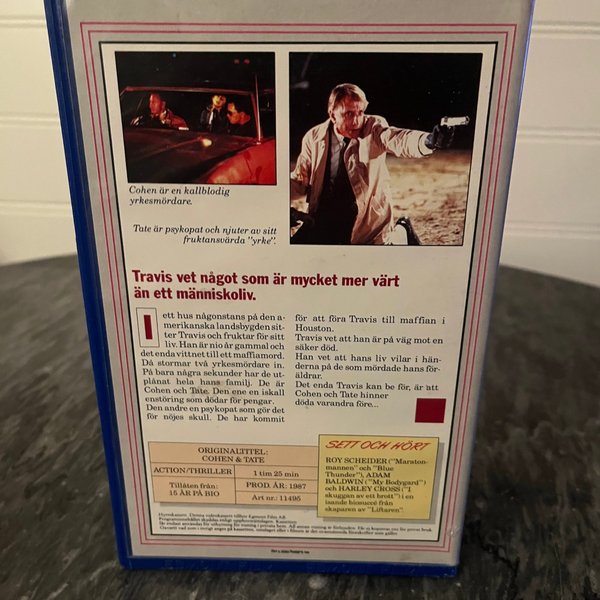 Cohen är en kallblodig
yrkesmördare.
Tate är psykopat och njuter av sitt
fruktansvärda "yrke".
Travis vet något som är mycket mer värt
än ett människoliv.
I ett hus någonstans på den a-
merikanska landsbygden sit-
ter Travis och fruktar för sitt
liv. Han är nio år gammal och
det enda vittnet till ett maffiamord.
Då stormar två yrkesmördare in.
På bara några sekunder har de ut-
plånat hela hans familj. De är
Cohen och Tate. Den ene en iskall
enstöring som dödar för pengar.
Den andre en psykopat som gör det
för nöjes skull. De har kommit
för att föra Travis till maffian i
Houston.
Travis vet att han är på väg mot en
säker död.
Han vet att hans liv vilar i hän-
derna på de som mördade hans för-
äldrar.
Det enda Travis kan be för, är att
Cohen och Tate hinner
döda varandra före...
ORIGINALTITEL:
COHEN & TATE
ACTION/THRILLER
1 tim 25 min
Tillåten från:
15 ÅR PÅ BIO
PROD. ÅR: 1987
Art nr.: 11495
SETT OCH HÖRT
ROY SCHEIDER ("Maraton-
mannen" och "Blue
Thunder"), ADAM
BALDWIN ("My Bodygard")
och HARLEY CROSS ("I
skuggan av ett brott") i en
isande biosuccé från
skaparen av "Liftaren".